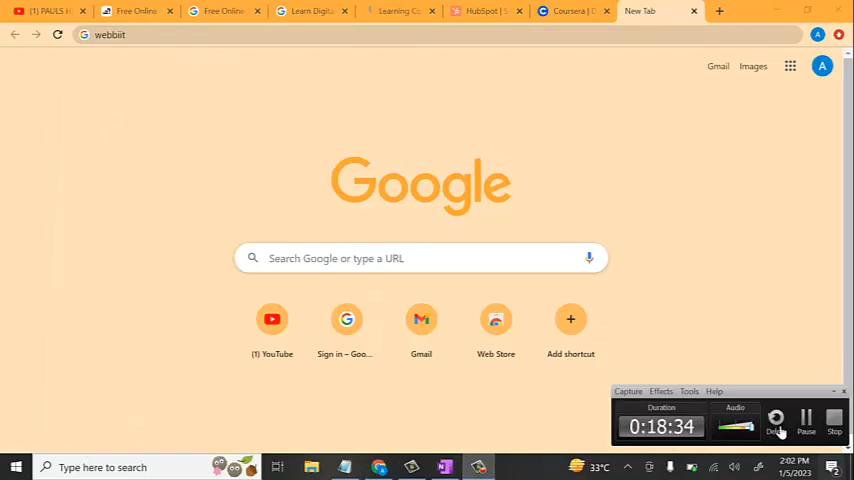 (1) PAULS H
Free Online
Free Online
Learn Digita
Learning Co
HubSpot | S
Coursera | D
New Tab
webbiit
A
Gmail
Images
A
Google
Search Google or type a URL
(1) YouTube
Sign in – Goo...
Gmail
Web Store
Add shortcut
Capture Effects Tools Help
Duration
Audio
0:18:34
Pause
Stop
Type here to search
33°C
2:02 PM
1/5/2023
2